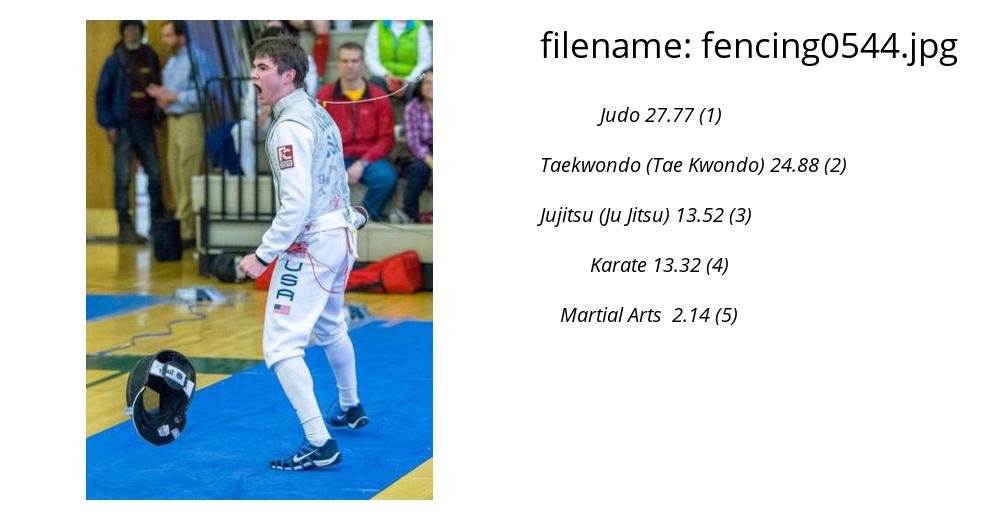 filename: fencing0544.jpg
Judo 27.77 (1)
Taekwondo (Tae Kwondo) 24.88 (2)
Jujitsu (Ju Jitsu) 13.52 (3)
Karate 13.32 (4)
Martial Arts 2.14 (5)
FC
USA